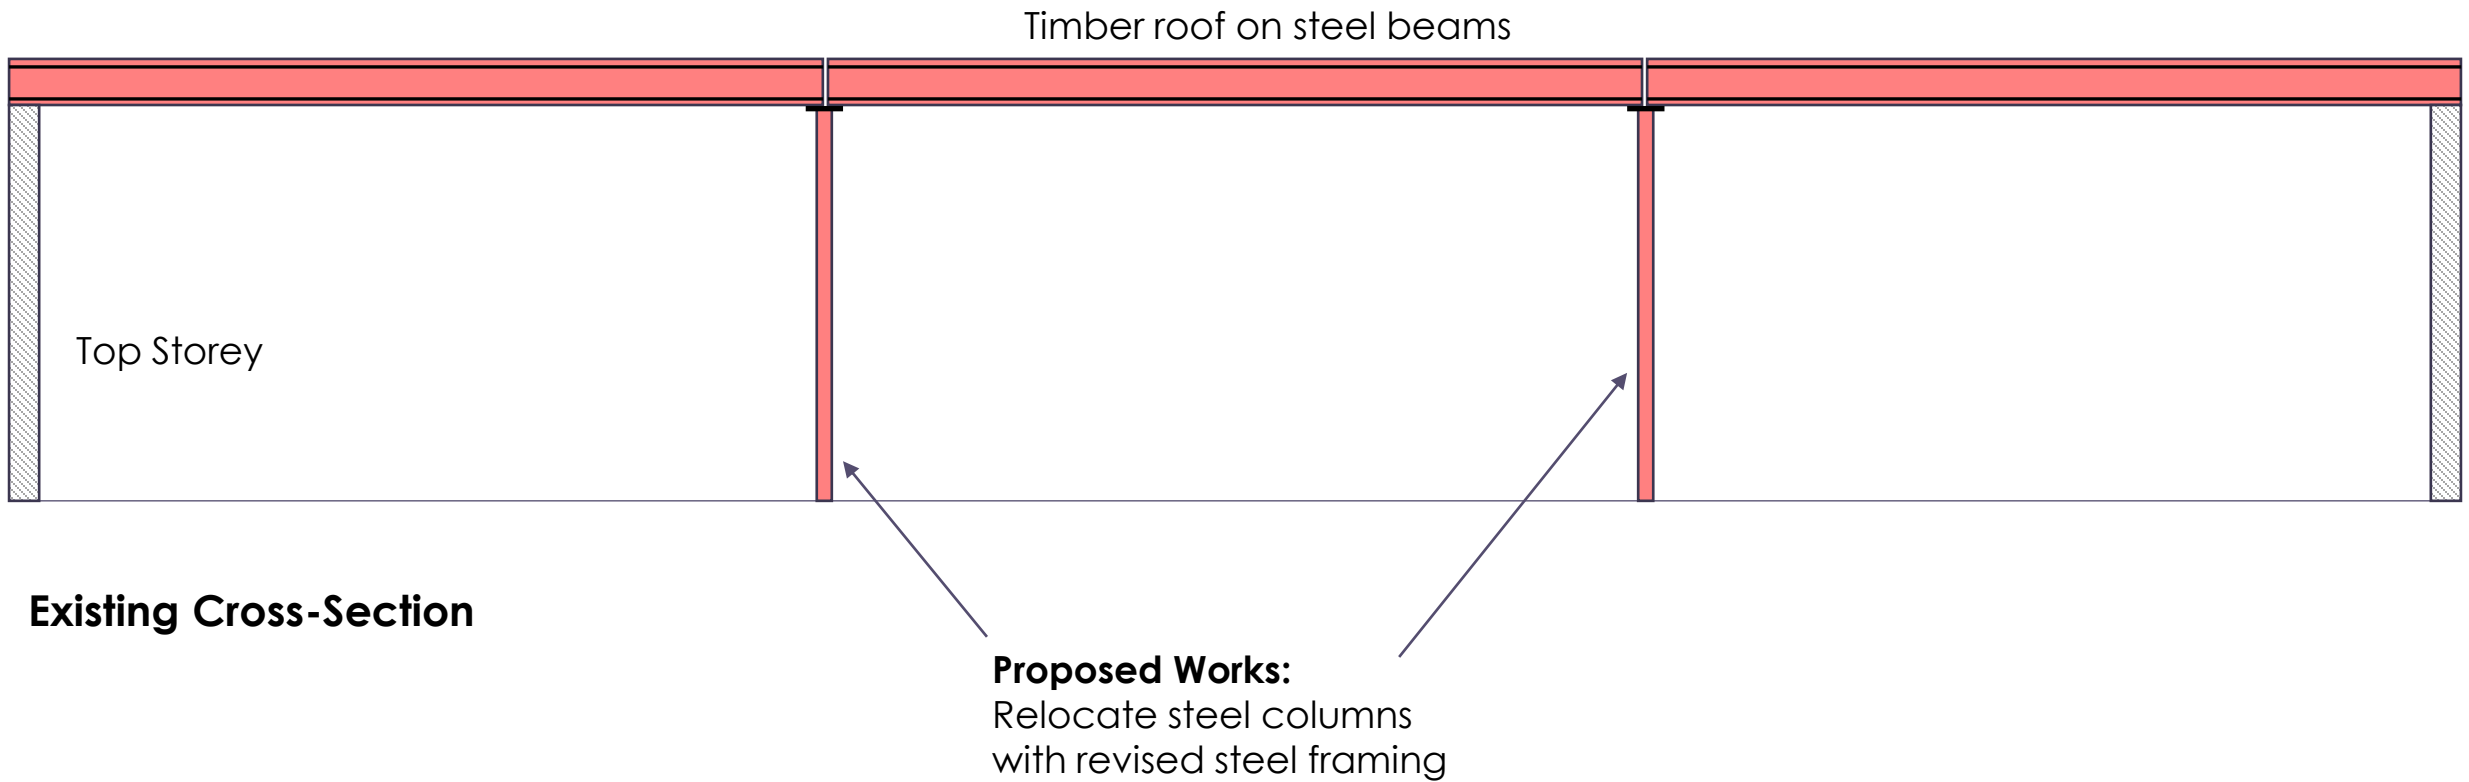 Timber roof on steel beams
Top Storey
Existing Cross-Section
Proposed Works:
Relocate steel columns
with revised steel framing